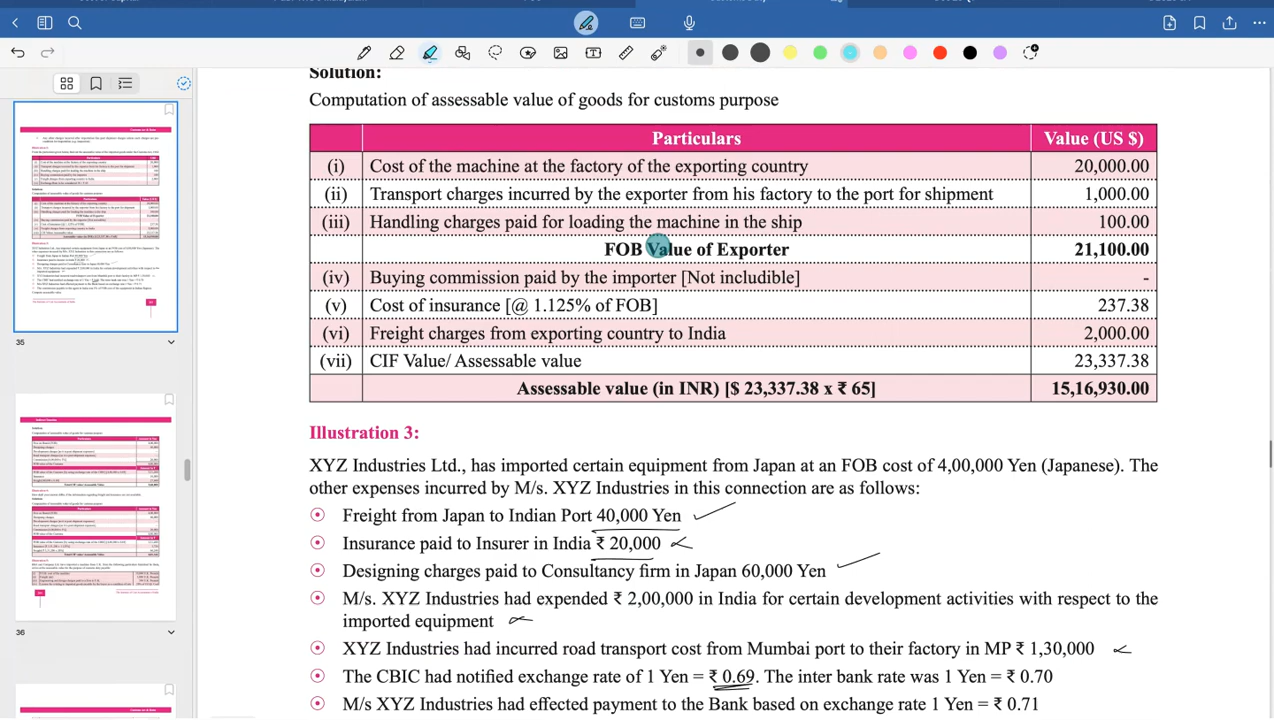 Solution:
Computation of assessable value of goods for customs purpose
Particulars Value (US $)
(i) Cost of the machine at the factory of the exporting country 20,000.00
(ii) Transport charges incurred by the exporter from his factory to the port for shipment 1,000.00
(iii) Handling charges paid for leading the machine in the ship 100.00
FOB Value of Exporter 21,100.00
(iv) Buying commission paid by the importer [Not includible] -
(v) Cost of insurance [@ 1.125% of FOB] 237.38
(vi) Freight charges from exporting country to India 2,000.00
(vii) CIF Value/ Assessable value 23,337.38
Assessable value (in INR) [$ 23,337.38 x ₹ 65] 15,16,930.00
Illustration 3:
XYZ Industries Ltd., has imported certain equipment from Japan at an FOB cost of 4,00,000 Yen (Japanese). The
other expenses incurred by M/s. XYZ Industries in this connection are as follows:
Freight from Japan to Indian Port 40,000 Yen
Insurance paid to Insurer in India ₹ 20,000
Designing charges paid to Consultancy firm in Japan 60.000 Yen
M/s. XYZ Industries had expended ₹ 2,00,000 in India for certain development activities with respect to the
imported equipment
XYZ Industries had incurred road transport cost from Mumbai port to their factory in MP ₹ 1,30,000
The CBIC had notified exchange rate of 1 Yen = ₹ 0.69. The inter bank rate was 1 Yen = ₹ 0.70
M/s XYZ Industries had effected payment to the Bank based on exchange rate 1 Yen = ₹ 0.71
35
36